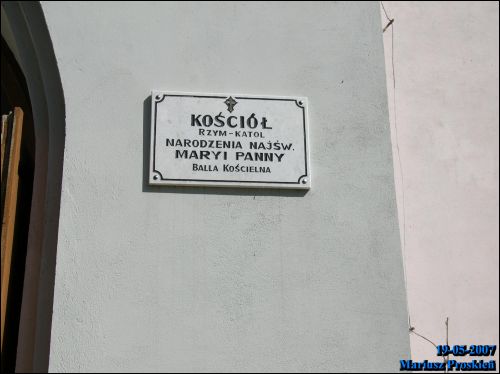 KOŚCIÓŁ
RZYM-KATOL
NARODZENIA NAJŚW.
MARYI PANNY
BALLA KOŚCIELNA
19-05-2007
Mariusz Proskień